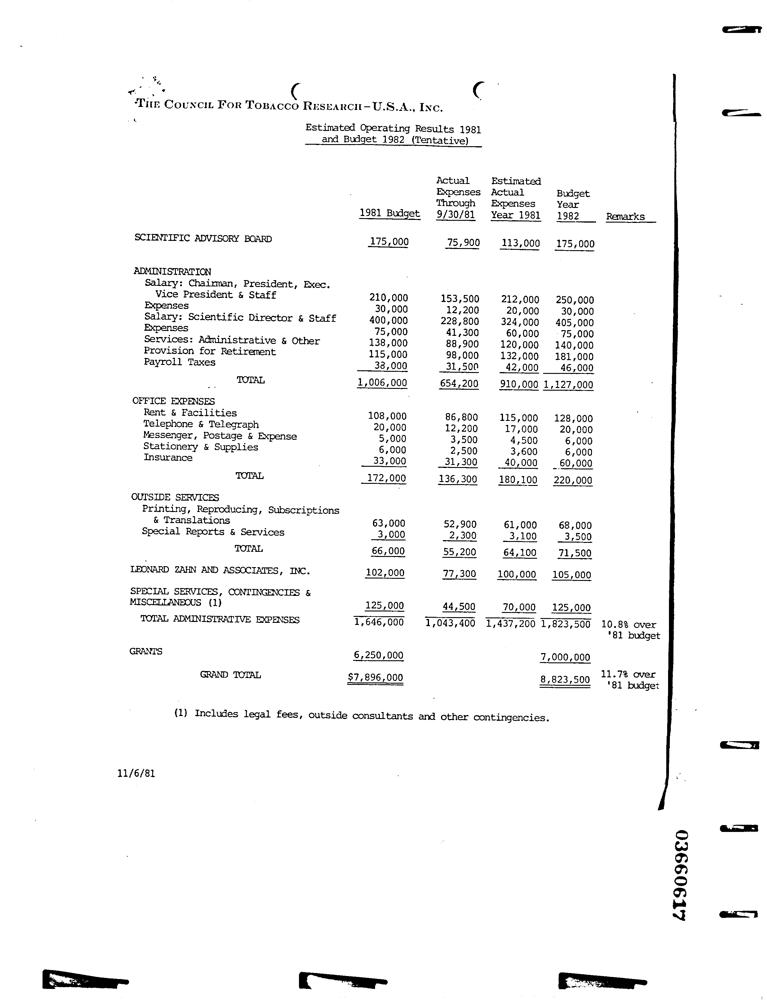 THE COUNCIL FOR TOBACCO RESEARCH–U.S.A., INC.
Estimated Operating Results 1981
and Budget 1982 (Tentative)
Actual Estimated
Expenses Actual Budget
Through Expenses Year
1981 Budget 9/30/81 Year 1981 1982 Remarks
SCIENTIFIC ADVISORY BOARD 175,000 75,900 113,000 175,000
ADMINISTRATION
Salary: Chairman, President, Exec.
Vice President & Staff 210,000 153,500 212,000 250,000
Expenses 30,000 12,200 20,000 30,000
Salary: Scientific Director & Staff 400,000 228,800 324,000 405,000
Expenses 75,000 41,300 60,000 75,000
Services: Administrative & Other 138,000 88,900 120,000 140,000
Provision for Retirement 115,000 98,000 132,000 181,000
Payroll Taxes 38,000 31,500 42,000 46,000
TOTAL 1,006,000 654,200 910,000 1,127,000
OFFICE EXPENSES
Rent & Facilities 108,000 86,800 115,000 128,000
Telephone & Telegraph 20,000 12,200 17,000 20,000
Messenger, Postage & Expense 5,000 3,500 4,500 6,000
Stationery & Supplies 6,000 2,500 3,600 6,000
Insurance 33,000 31,300 40,000 60,000
TOTAL 172,000 136,300 180,100 220,000
OUTSIDE SERVICES
Printing, Reproducing, Subscriptions
& Translations 63,000 52,900 61,000 68,000
Special Reports & Services 3,000 2,300 3,100 3,500
TOTAL 66,000 55,200 64,100 71,500
LEONARD ZAHN AND ASSOCIATES, INC. 102,000 77,300 100,000 105,000
SPECIAL SERVICES, CONTINGENCIES &
MISCELLANEOUS (1) 125,000 44,500 70,000 125,000
TOTAL ADMINISTRATIVE EXPENSES 1,646,000 1,043,400 1,437,200 1,823,500 10.8% over
'81 budget
GRANTS 6,250,000 7,000,000
GRAND TOTAL $7,896,000 8,823,500 11.7% over
'81 budget
(1) Includes legal fees, outside consultants and other contingencies.
11/6/81
03660617